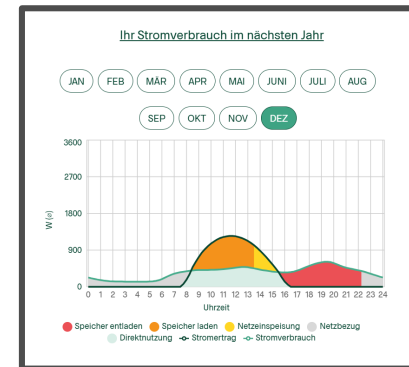 Ihr Stromverbrauch im nächsten Jahr
JAN FEB MÄR APR MAI JUNI JULI AUG
SEP OKT NOV DEZ
3600
2700
1800
900
0
W (⌀)
0 1 2 3 4 5 6 7 8 9 10 11 12 13 14 15 16 17 18 19 20 21 22 23 24
Uhrzeit
Speicher entladen Speicher laden Netzeinspeisung Netzbezug
Direktnutzung Stromertrag Stromverbrauch